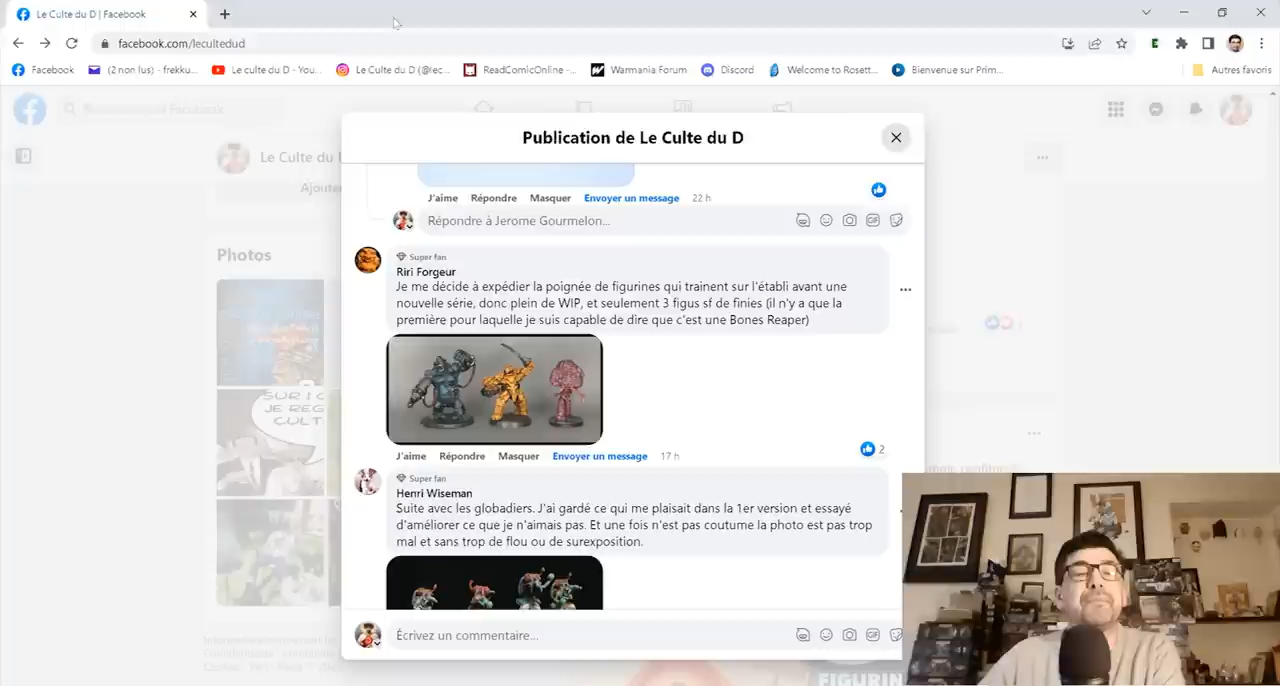 Le Culte du D | Facebook
facebook.com/lecultedud
Facebook
(2 non lus) - frekku...
Le culte du D - You...
Le Culte du D (@lec...
ReadComicOnline -...
Warmania Forum
Discord
Welcome to Rosett...
Bienvenue sur Prim...
Autres favoris
Publication de Le Culte du D
Le Culte du
Ajouter
J'aime Répondre Masquer Envoyer un message 22 h
Répondre à Jerome Gourmelon...
Photos
Super fan
Riri Forgeur
Je me décide à expédier la poignée de figurines qui trainent sur l'établi avant une
nouvelle série, donc plein de WIP, et seulement 3 figus sf de finies (il n'y a que la
première pour laquelle je suis capable de dire que c'est une Bones Reaper)
J'aime Répondre Masquer Envoyer un message 17 h
2
Super fan
Henri Wiseman
Suite avec les globadiers. J'ai gardé ce qui me plaisait dans la 1er version et essayé
d'améliorer ce que je n'aimais pas. Et une fois n'est pas coutume la photo est pas trop
mal et sans trop de flou ou de surexposition.
Écrivez un commentaire...
FIGURIN